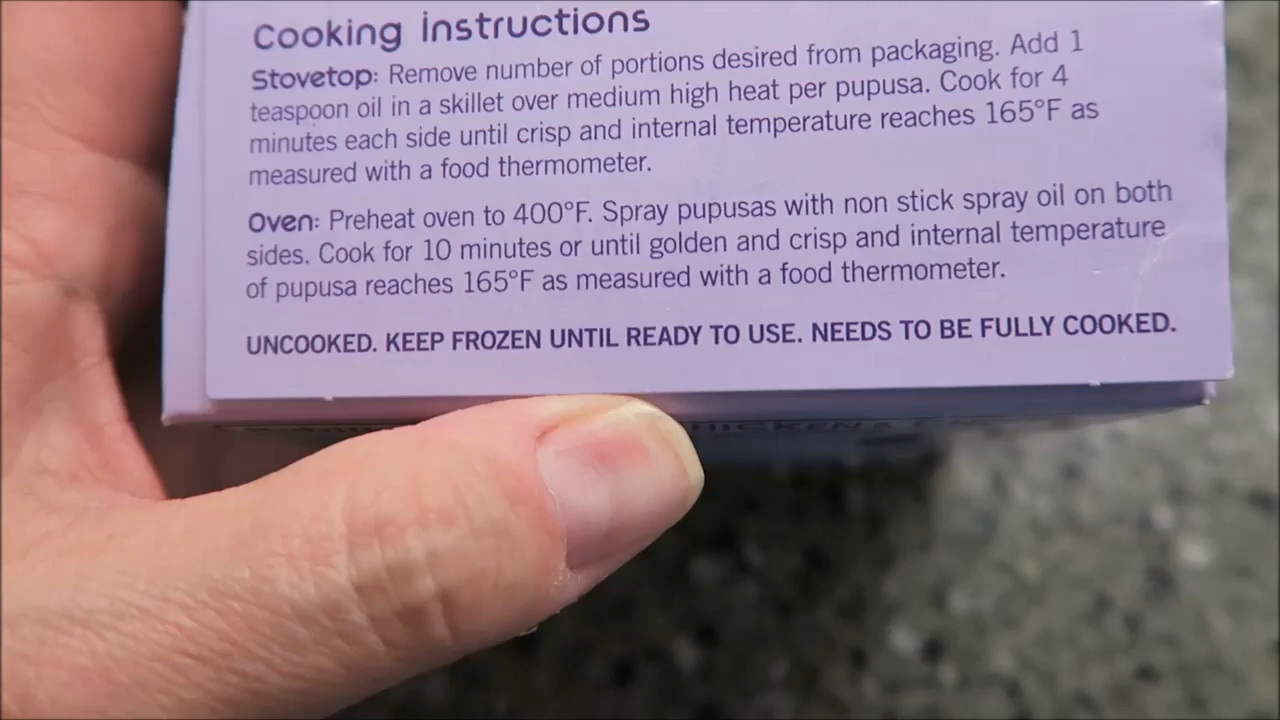 Cooking instructions
Stovetop: Remove number of portions desired from packaging. Add 1
teaspoon oil in a skillet over medium high heat per pupusa. Cook for 4
minutes each side until crisp and internal temperature reaches 165°F as
measured with a food thermometer.
Oven: Preheat oven to 400°F. Spray pupusas with non stick spray oil on both
sides. Cook for 10 minutes or until golden and crisp and internal temperature
of pupusa reaches 165°F as measured with a food thermometer.
UNCOOKED. KEEP FROZEN UNTIL READY TO USE. NEEDS TO BE FULLY COOKED.